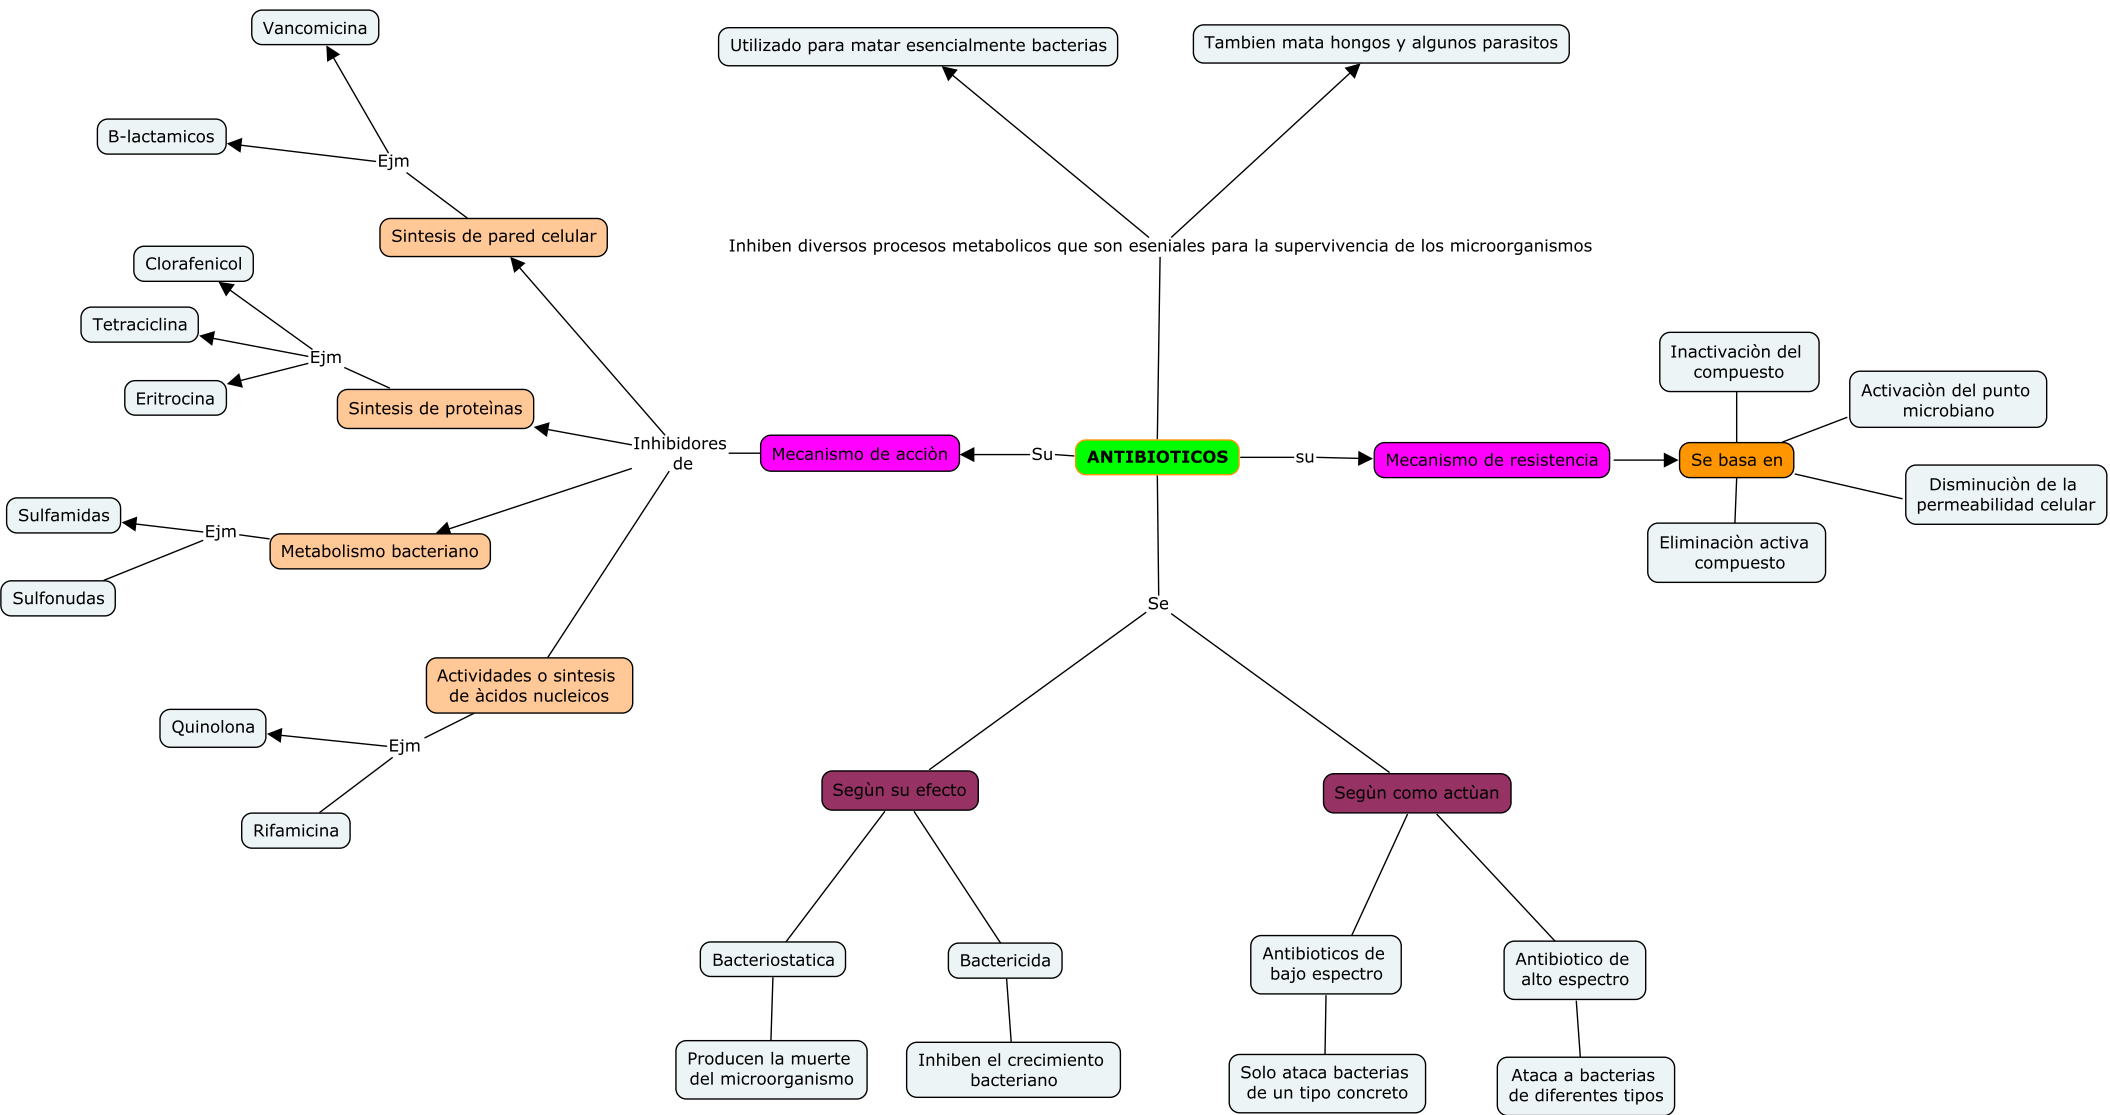 Vancomicina
B-lactamicos
Ejm
Sintesis de pared celular
Utilizado para matar esencialmente bacterias
Tambien mata hongos y algunos parasitos
Inhiben diversos procesos metabolicos que son eseniales para la supervivencia de los microorganismos
Clorafenicol
Tetraciclina
Ejm
Eritrocina
Sintesis de proteìnas
Inhibidores
de
Mecanismo de acciòn
Su
ANTIBIOTICOS
su
Mecanismo de resistencia
Se basa en
Inactivaciòn del
compuesto
Activaciòn del punto
microbiano
Disminuciòn de la
permeabilidad celular
Eliminaciòn activa
compuesto
Sulfamidas
Ejm
Metabolismo bacteriano
Sulfonudas
Actividades o sintesis
de àcidos nucleicos
Quinolona
Ejm
Rifamicina
Se
Segùn su efecto
Segùn como actùan
Bacteriostatica
Bactericida
Producen la muerte
del microorganismo
Inhiben el crecimiento
bacteriano
Antibioticos de
bajo espectro
Antibiotico de
alto espectro
Solo ataca bacterias
de un tipo concreto
Ataca a bacterias
de diferentes tipos